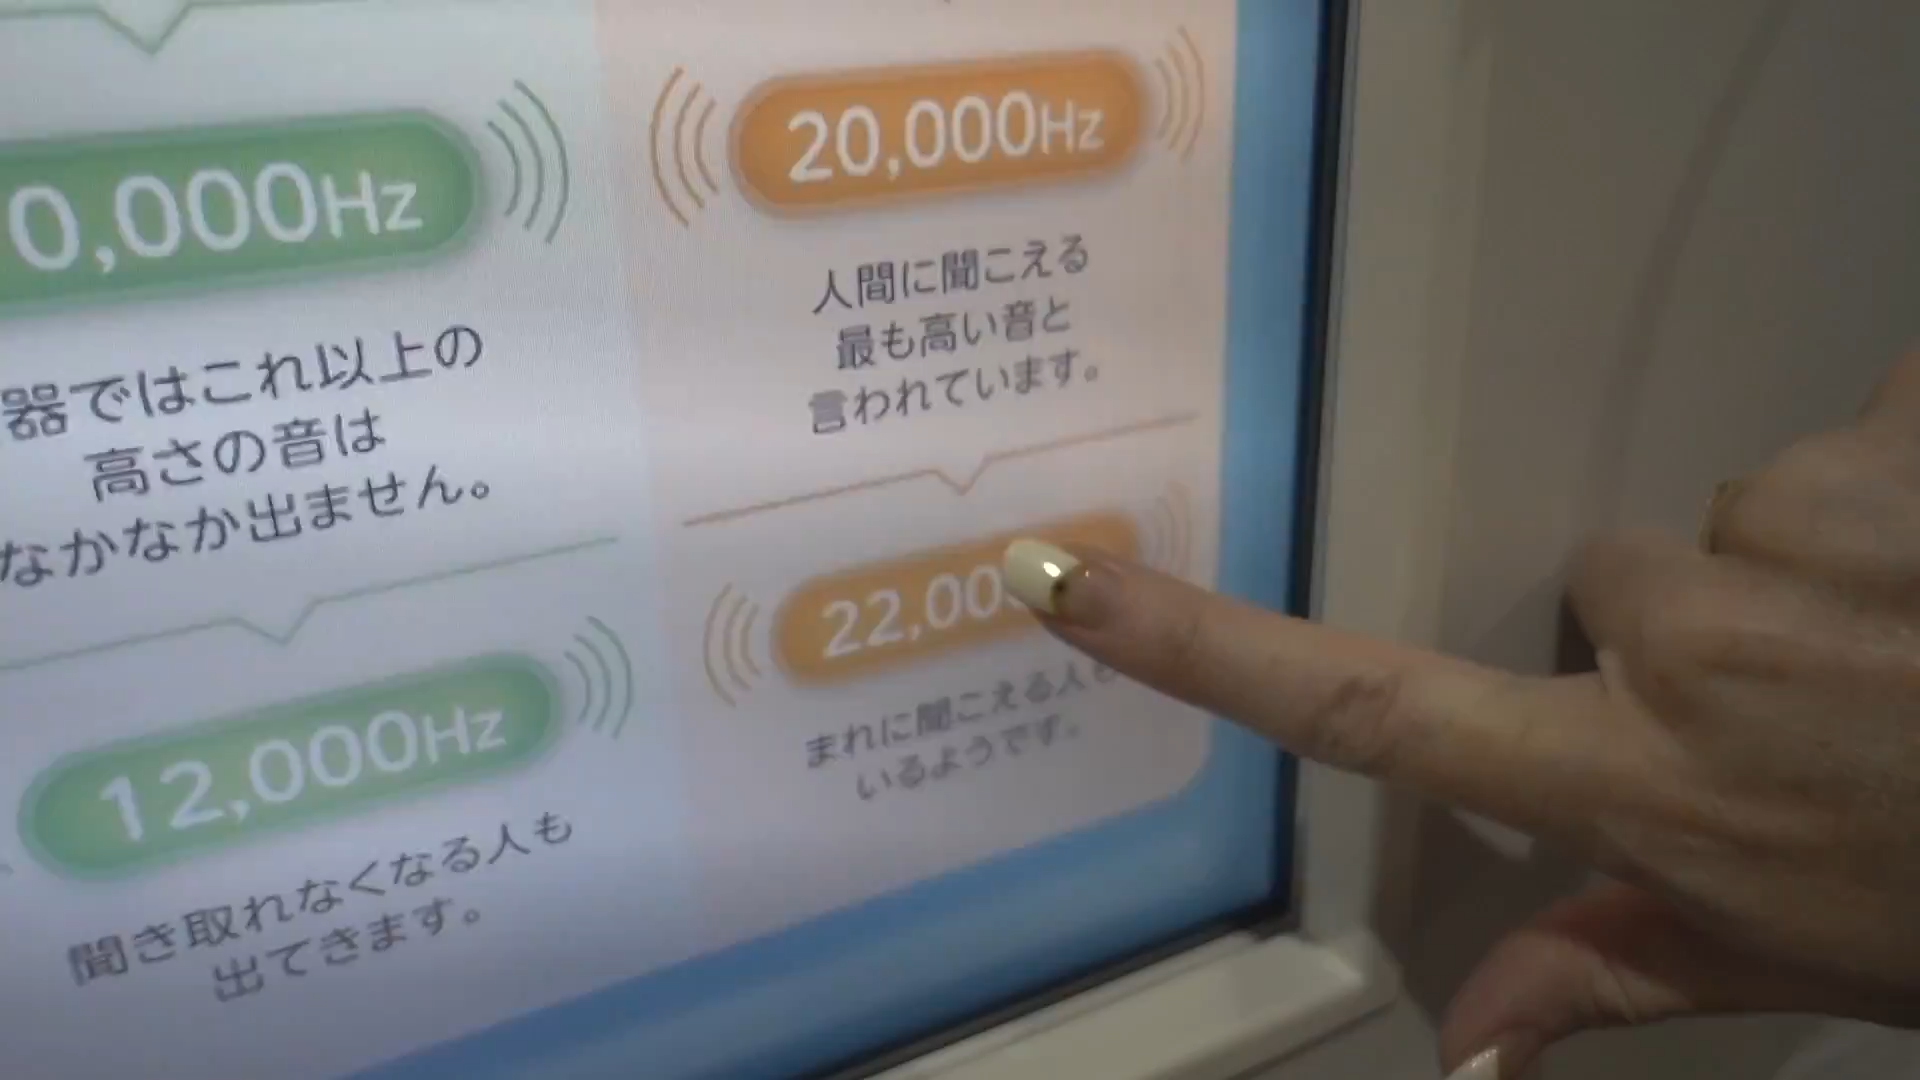 0,000Hz
器ではこれ以上の
高さの音は
なかなか出ません。
12,000Hz
聞き取れなくなる人も
出てきます。
20,000Hz
人間に聞こえる
最も高い音と
言われています。
22,00
まれに聞こえる人も
いるようです。